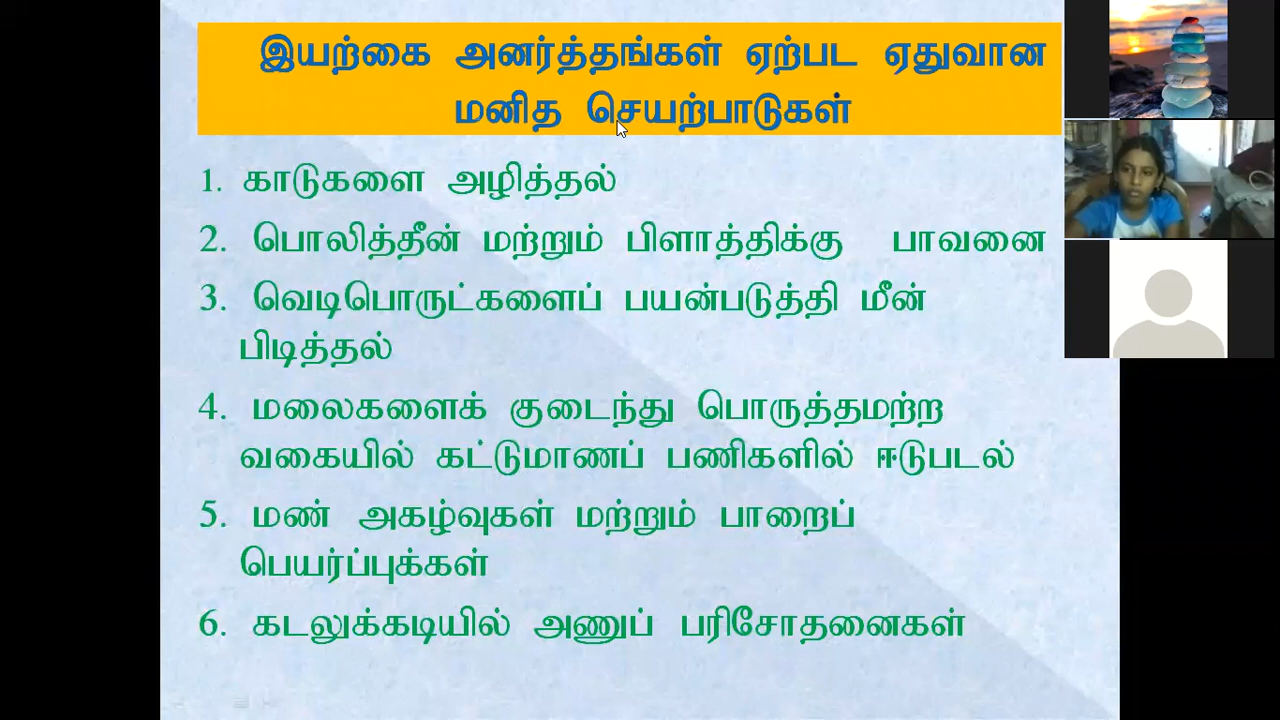 இயற்கை அனர்த்தங்கள் ஏற்பட ஏதுவான
மனித செயற்பாடுகள்
1. காடுகளை அழித்தல்
2. பொலித்தீன் மற்றும் பிளாத்திக்கு பாவனை
3. வெடிபொருட்களைப் பயன்படுத்தி மீன்
பிடித்தல்
4. மலைகளைக் குடைந்து பொருத்தமற்ற
வகையில் கட்டுமாணப் பணிகளில் ஈடுபடல்
5. மண் அகழ்வுகள் மற்றும் பாறைப்
பெயர்ப்புக்கள்
6. கடலுக்கடியில் அணுப் பரிசோதனைகள்